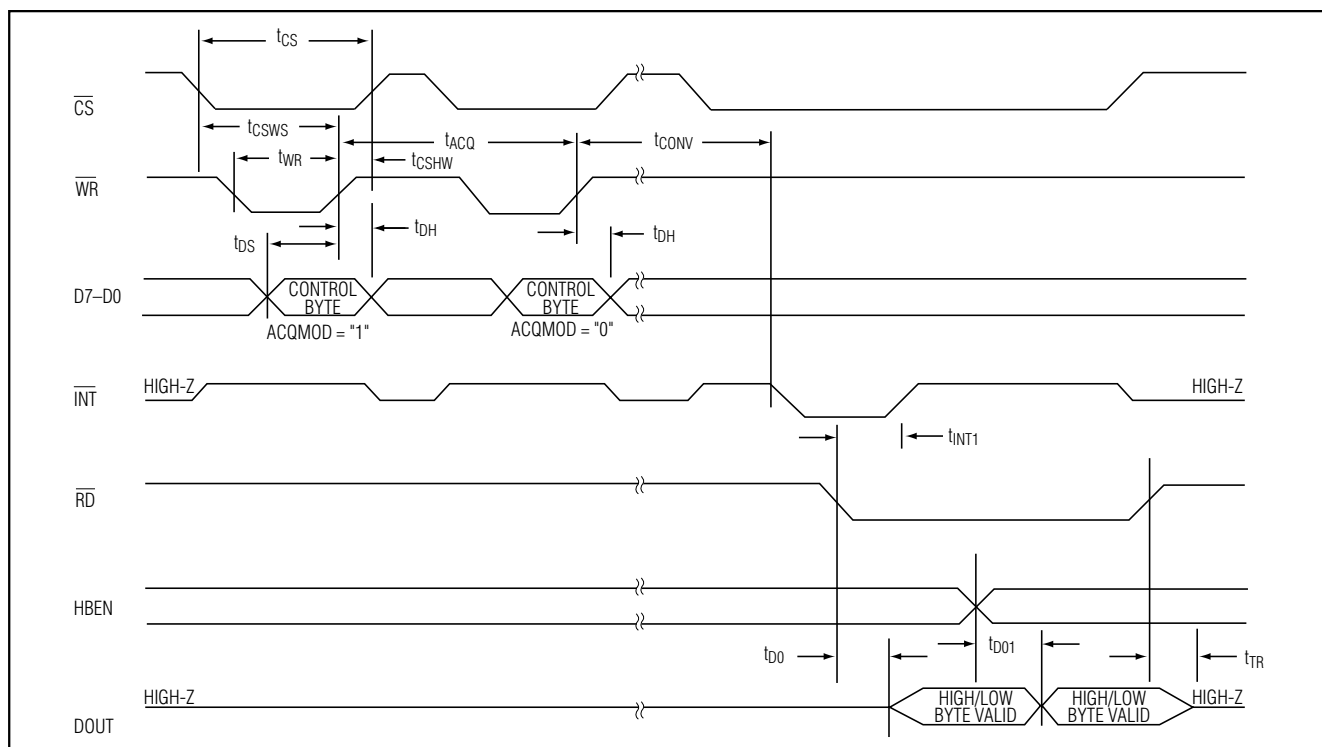 tCS
CS
tCSWS
tACQ
tCONV
tWR
tCSHW
WR
tDH
tDS
tDH
D7–D0
CONTROL
BYTE
CONTROL
BYTE
ACQMOD = "1"
ACQMOD = "0"
INT
HIGH-Z
HIGH-Z
tINT1
RD
HBEN
tD0
tD01
tTR
DOUT
HIGH-Z
HIGH/LOW
BYTE VALID
HIGH/LOW
BYTE VALID
HIGH-Z